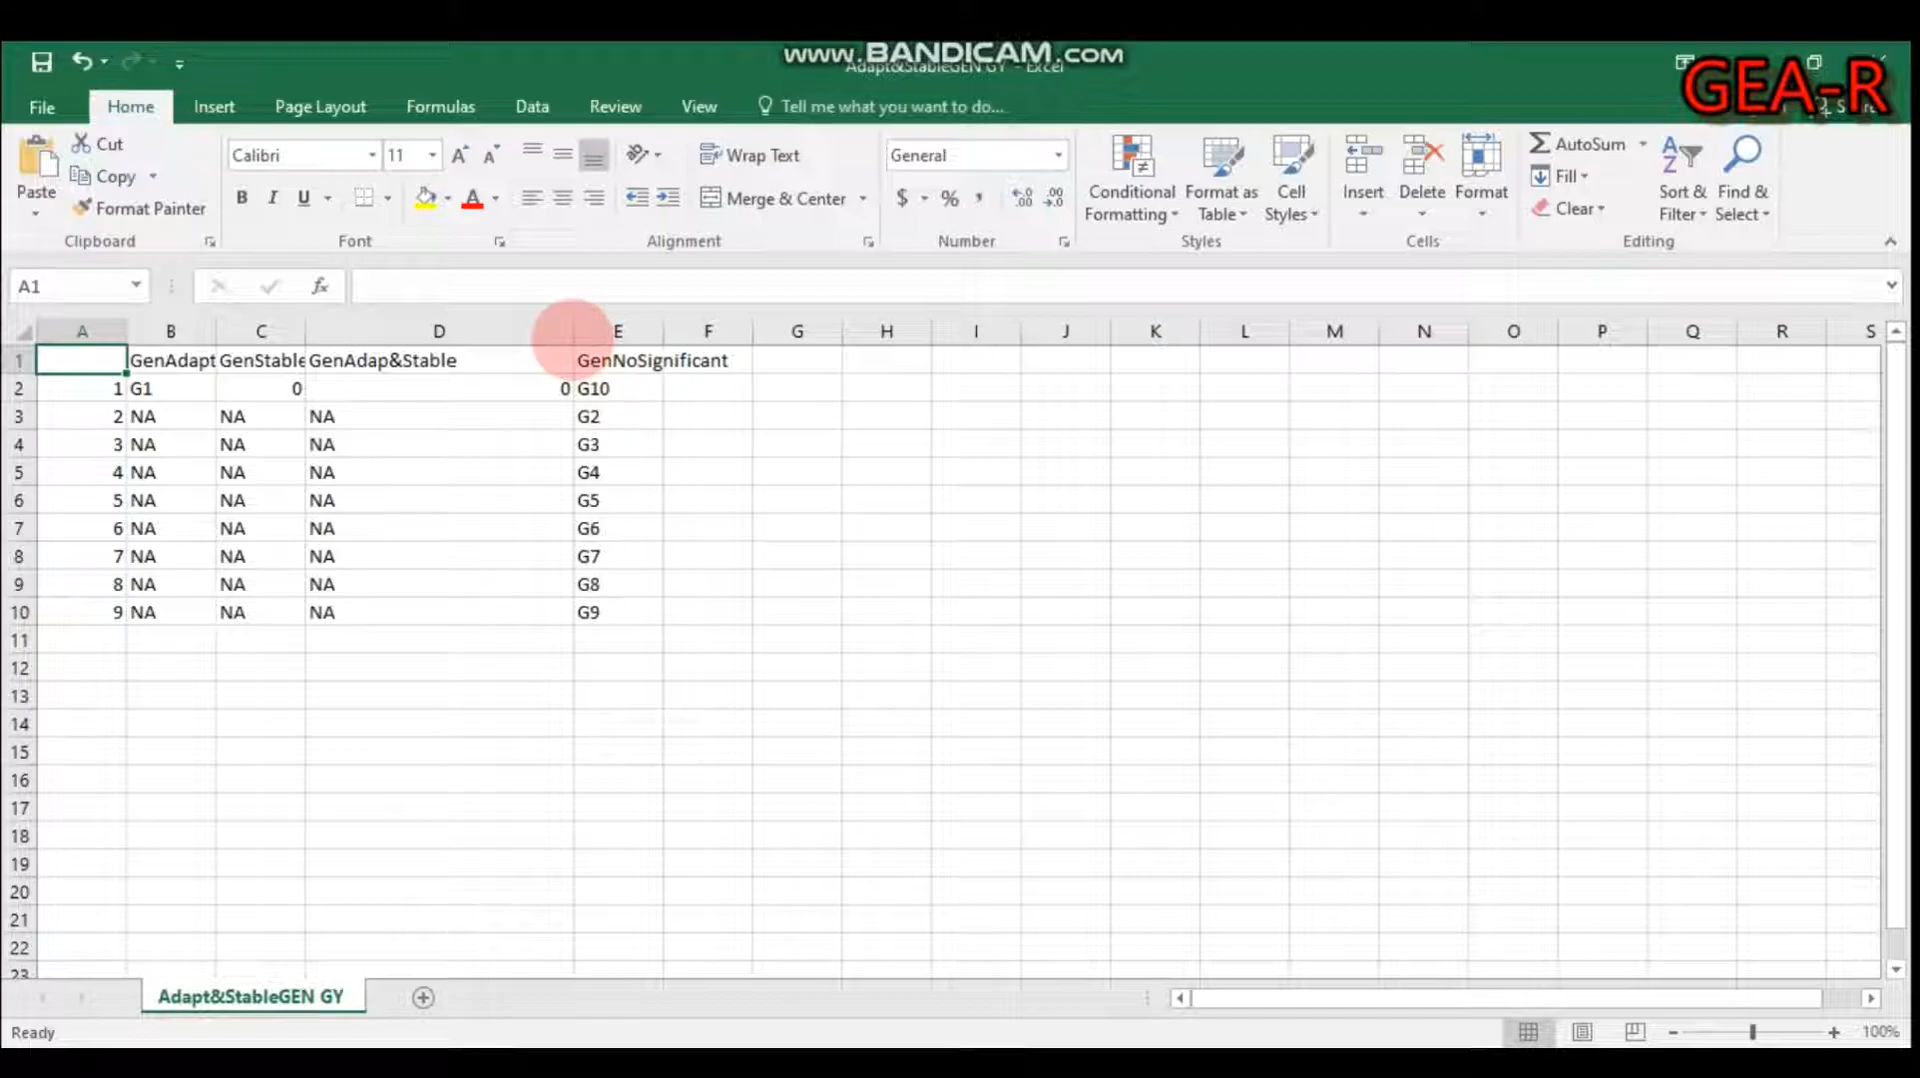 www.BANDICAM.com
Adapt&StableGEN GY - Excel
GEA-R
File Home Insert Page Layout Formulas Data Review View Tell me what you want to do...
Paste
Cut
Copy
Format Painter
Clipboard
Calibri 11
B I U A
Font
Wrap Text
Merge & Center
Alignment
General
$ % ,
Number
Conditional Formatting
Format as Table
Cell Styles
Styles
Insert Delete Format
Cells
AutoSum
Fill
Clear
Sort & Filter
Find & Select
Editing
A1 fx
A B C D E F G H I J K L M N O P Q R S
1 GenAdapt GenStable GenAdap&Stable GenNoSignificant
2 1 G1 0 0 G10
3 2 NA NA NA G2
4 3 NA NA NA G3
5 4 NA NA NA G4
6 5 NA NA NA G5
7 6 NA NA NA G6
8 7 NA NA NA G7
9 8 NA NA NA G8
10 9 NA NA NA G9
11
12
13
14
15
16
17
18
19
20
21
22
23
Adapt&StableGEN GY
Ready
100%